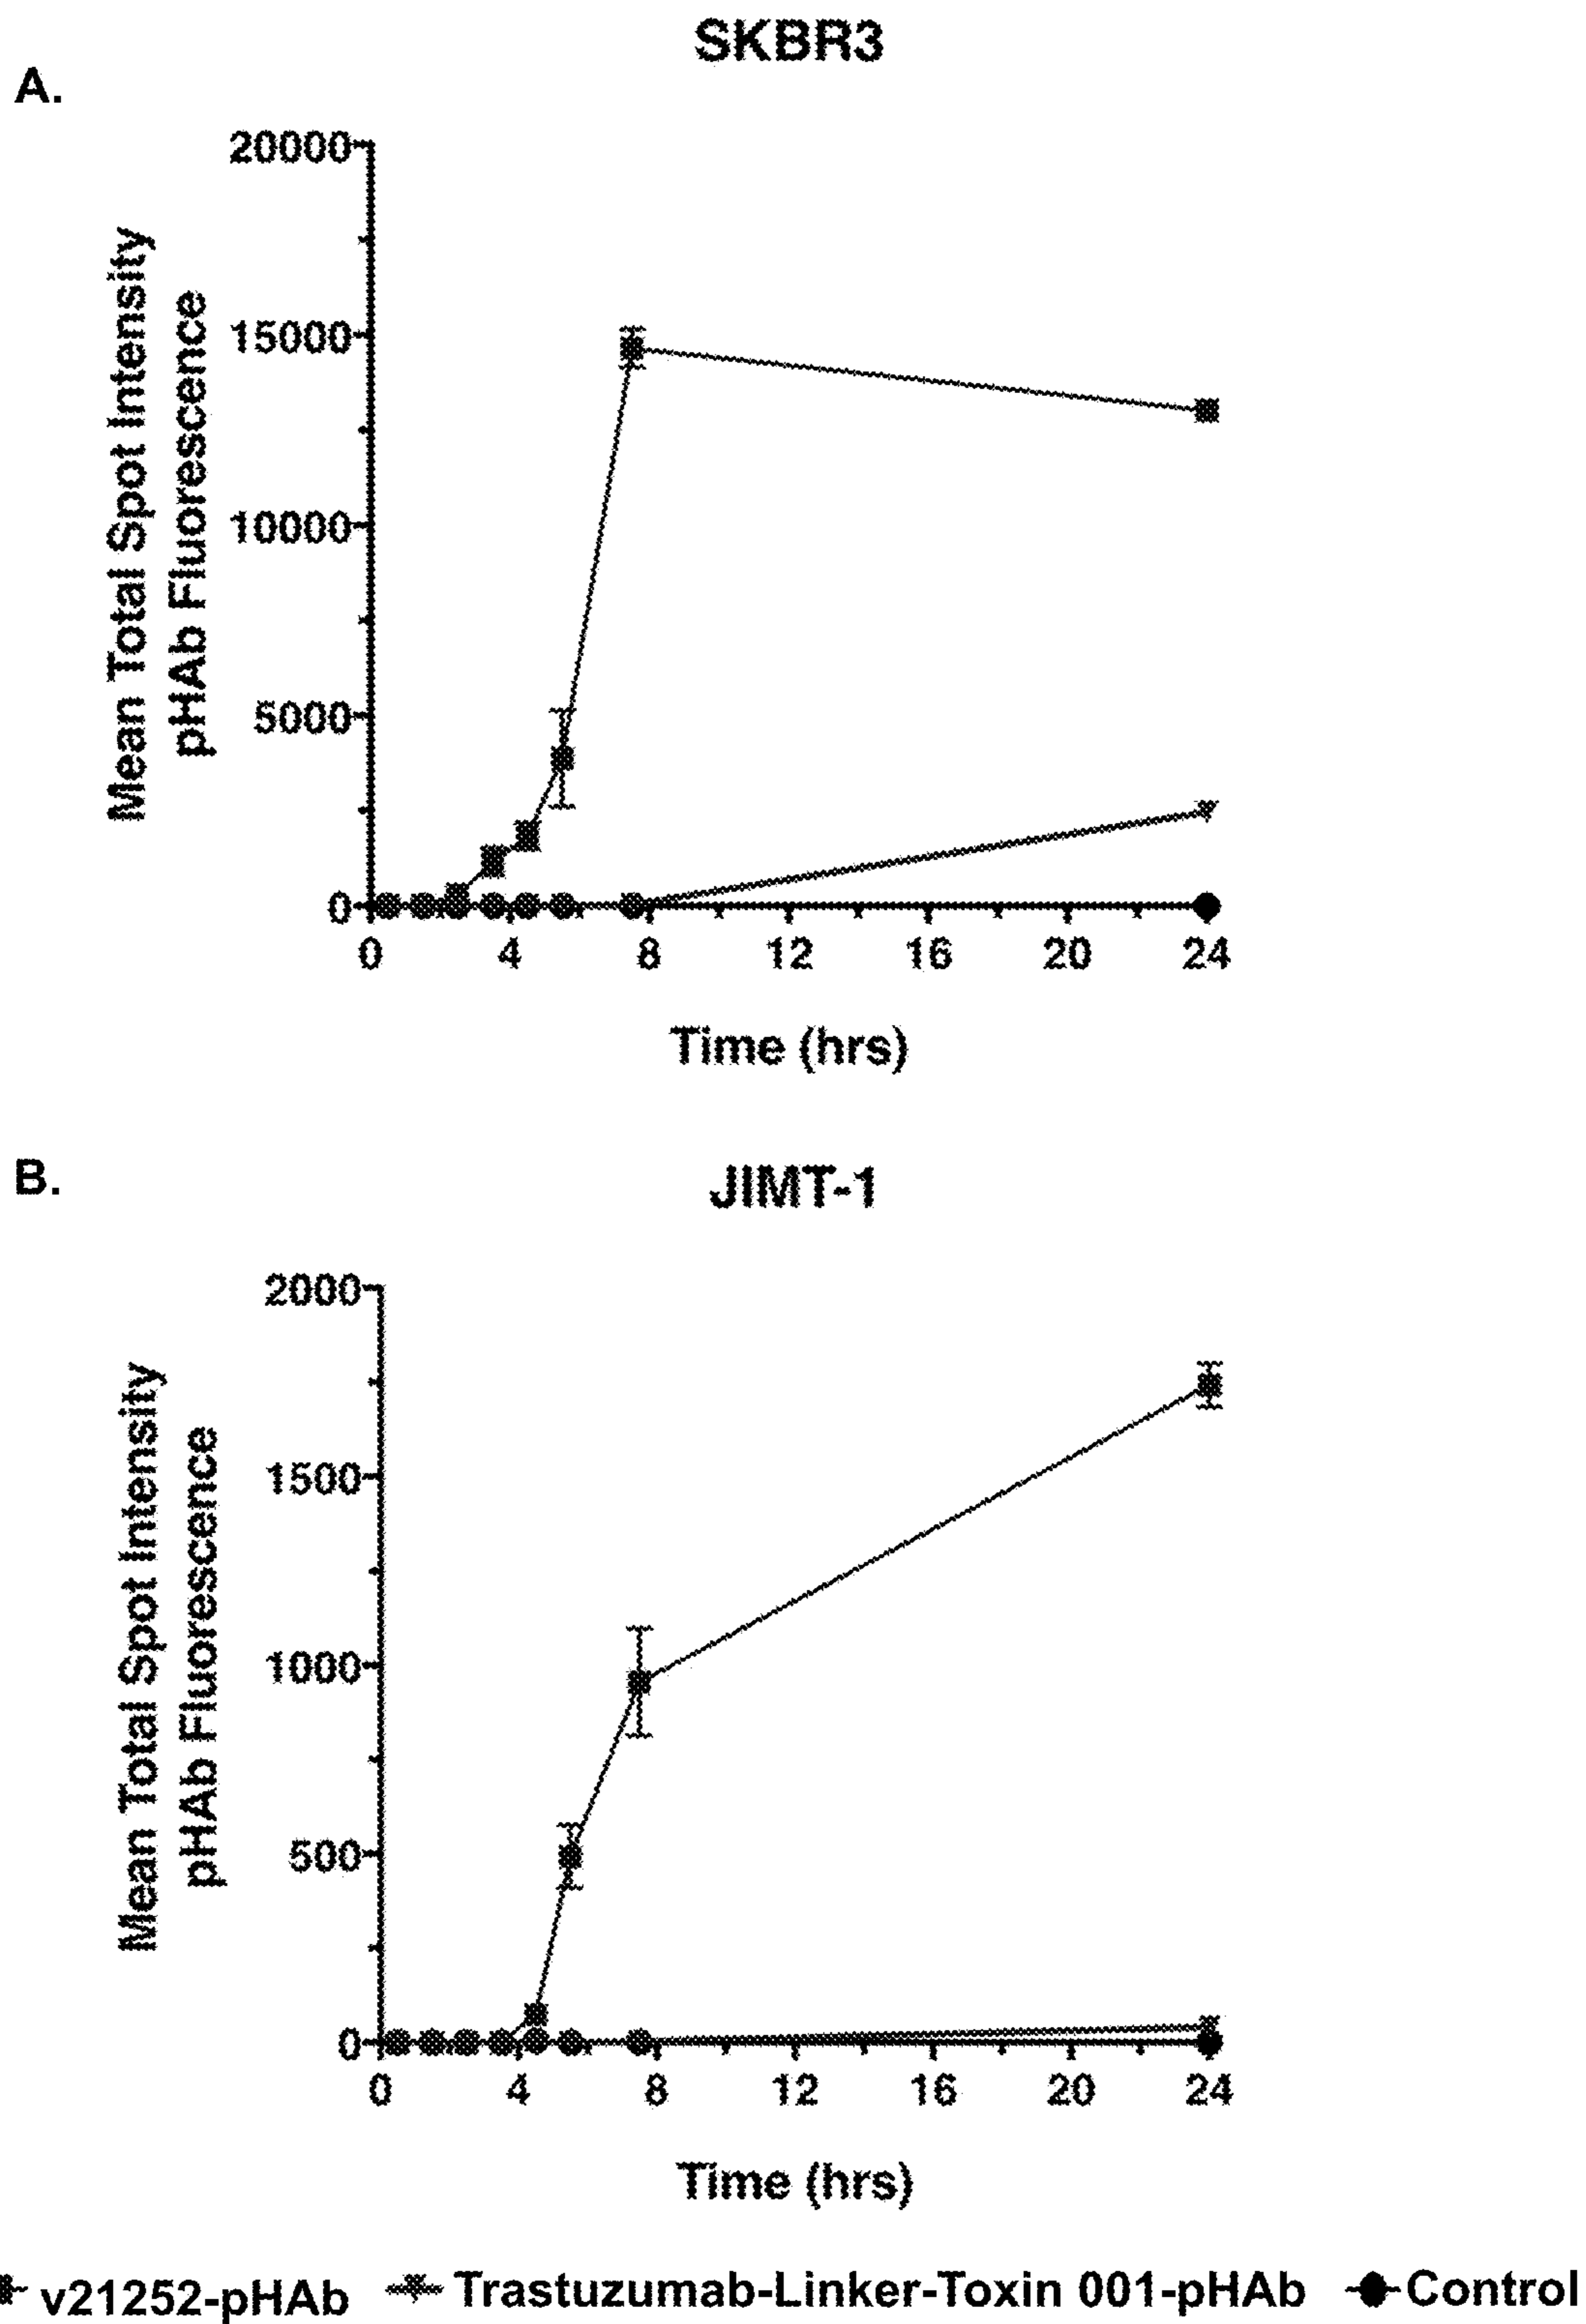 SKBR3
A.
20000
15000
10000
5000
0
Mean Total Spot Intensity
pHAb Fluorescence
0 4 8 12 16 20 24
Time (hrs)
B.
JIMT-1
2000
1500
1000
500
0
Mean Total Spot Intensity
pHAb Fluorescence
0 4 8 12 16 20 24
Time (hrs)
v21252-pHAb Trastuzumab-Linker-Toxin 001-pHAb Control